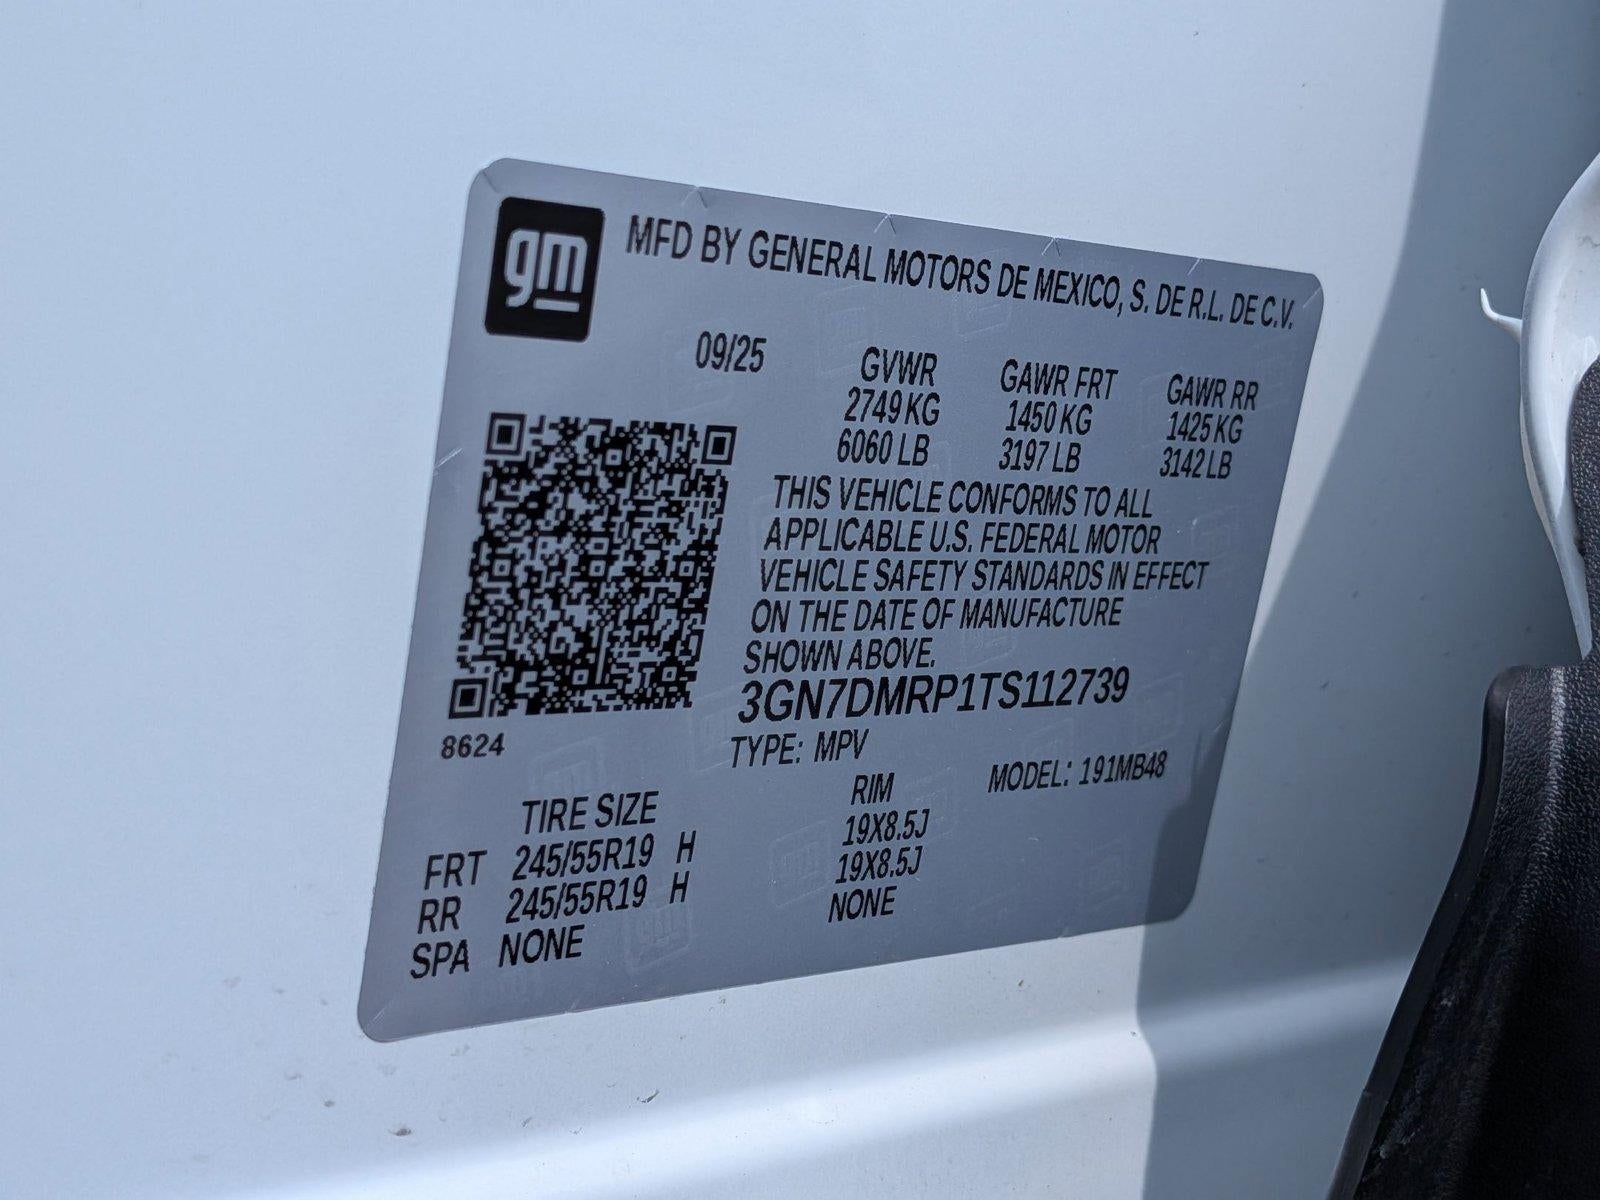 gm
MFD BY GENERAL MOTORS DE MEXICO, S. DE R.L. DE C.V.
09/25 GVWR GAWR FRT GAWR RR
2749 KG 1450 KG 1425 KG
6060 LB 3197 LB 3142 LB
THIS VEHICLE CONFORMS TO ALL
APPLICABLE U.S. FEDERAL MOTOR
VEHICLE SAFETY STANDARDS IN EFFECT
ON THE DATE OF MANUFACTURE
SHOWN ABOVE.
3GN7DMRP1TS112739
8624
TYPE: MPV MODEL: 191MB48
TIRE SIZE RIM
FRT 245/55R19 H 19X8.5J
RR 245/55R19 H 19X8.5J
SPA NONE NONE